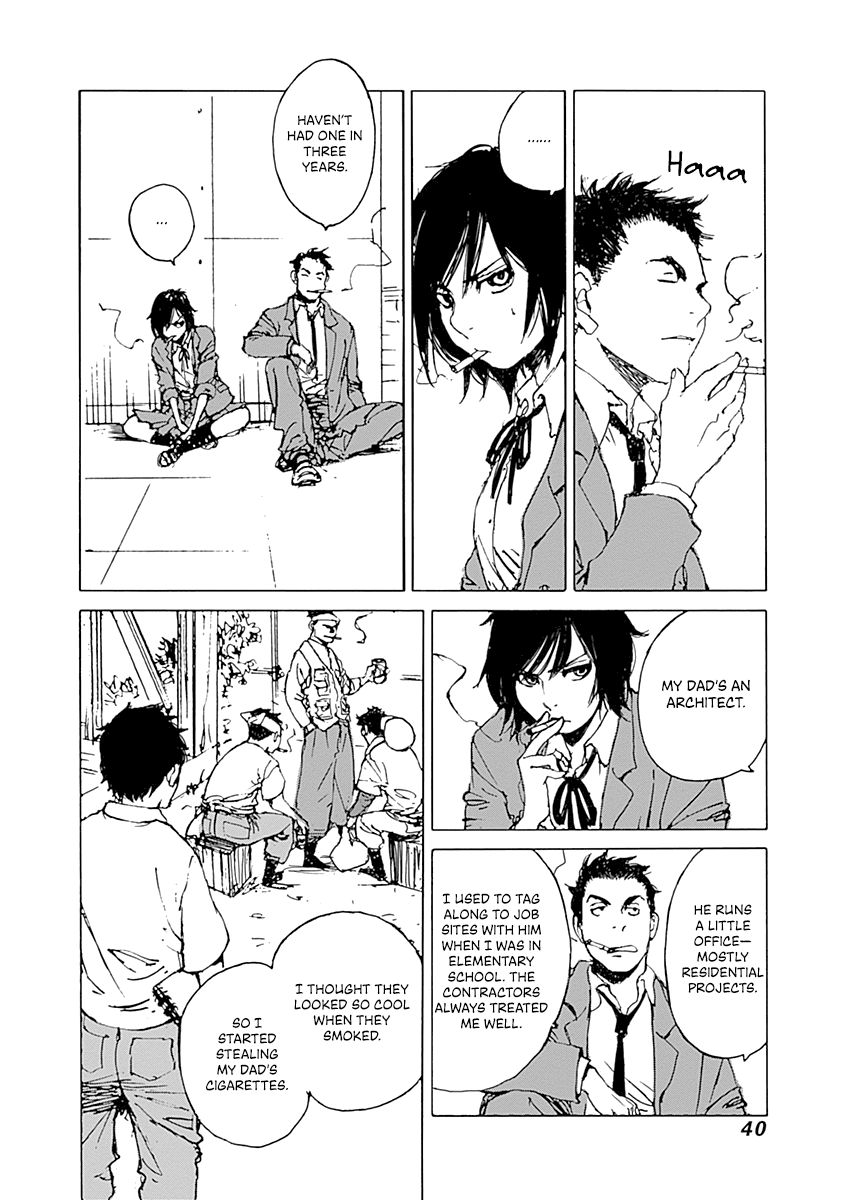 Haaa
......
HAVEN'T
HAD ONE IN
THREE
YEARS.
...
MY DAD'S AN
ARCHITECT.
HE RUNS
A LITTLE
OFFICE—
MOSTLY
RESIDENTIAL
PROJECTS.
I USED TO TAG
ALONG TO JOB
SITES WITH HIM
WHEN I WAS IN
ELEMENTARY
SCHOOL. THE
CONTRACTORS
ALWAYS TREATED
ME WELL.
I THOUGHT THEY
LOOKED SO COOL
WHEN THEY
SMOKED.
SO I
STARTED
STEALING
MY DAD'S
CIGARETTES.
40